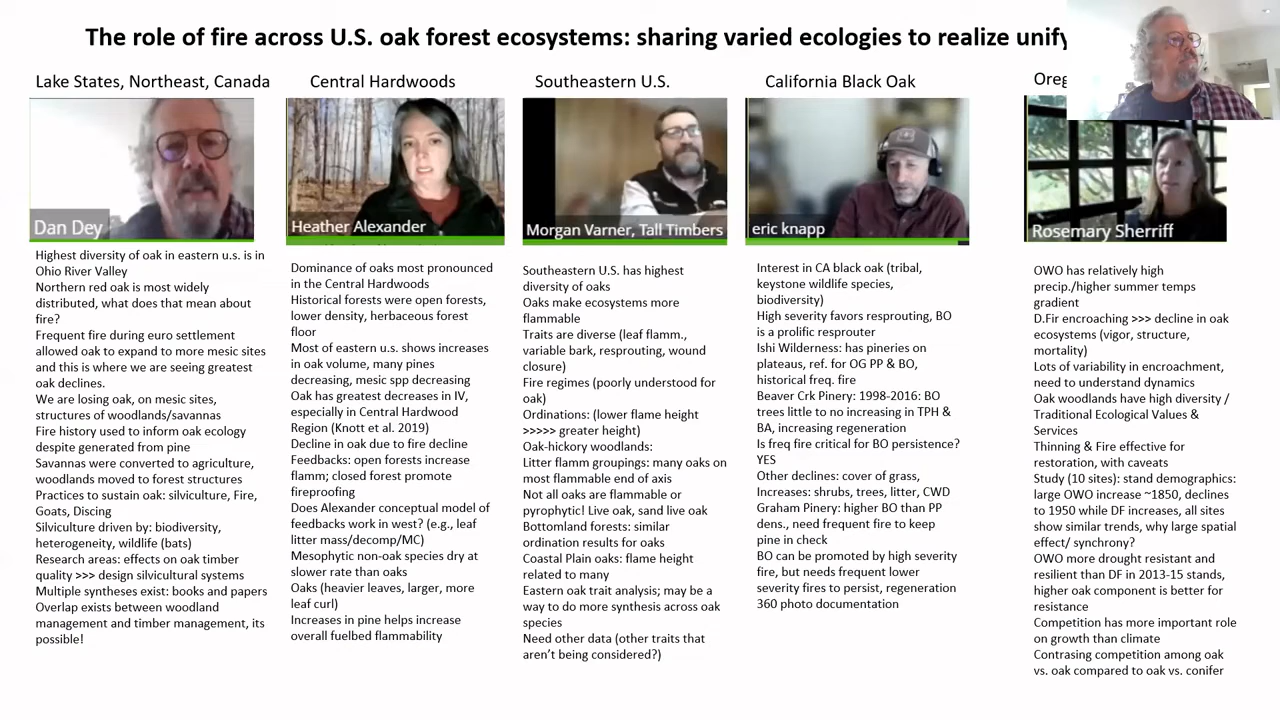 The role of fire across U.S. oak forest ecosystems: sharing varied ecologies to realize unify
Lake States, Northeast, Canada
Dan Dey
Highest diversity of oak in eastern u.s. is in
Ohio River Valley
Northern red oak is most widely
distributed, what does that mean about
fire?
Frequent fire during euro settlement
allowed oak to expand to more mesic sites
and this is where we are seeing greatest
oak declines.
We are losing oak, on mesic sites,
structures of woodlands/savannas
Fire history used to inform oak ecology
despite generated from pine
Savannas were converted to agriculture,
woodlands moved to forest structures
Practices to sustain oak: silviculture, Fire,
Goats, Discing
Silviculture driven by: biodiversity,
heterogeneity, wildlife (bats)
Research areas: effects on oak timber
quality >>> design silvicultural systems
Multiple syntheses exist: books and papers
Overlap exists between woodland
management and timber management, its
possible!
Central Hardwoods
Heather Alexander
Dominance of oaks most pronounced
in the Central Hardwoods
Historical forests were open forests,
lower density, herbaceous forest
floor
Most of eastern u.s. shows increases
in oak volume, many pines
decreasing, mesic spp decreasing
Oak has greatest decreases in IV,
especially in Central Hardwood
Region (Knott et al. 2019)
Decline in oak due to fire decline
Feedbacks: open forests increase
flamm; closed forest promote
fireproofing
Does Alexander conceptual model of
feedbacks work in west? (e.g., leaf
litter mass/decomp/MC)
Mesophytic non-oak species dry at
slower rate than oaks
Oaks (heavier leaves, larger, more
leaf curl)
Increases in pine helps increase
overall fuelbed flammability
Southeastern U.S.
Morgan Varner, Tall Timbers
Southeastern U.S. has highest
diversity of oaks
Oaks make ecosystems more
flammable
Traits are diverse (leaf flamm.,
variable bark, resprouting, wound
closure)
Fire regimes (poorly understood for
oak)
Ordinations: (lower flame height
>>>>> greater height)
Oak-hickory woodlands:
Litter flamm groupings: many oaks on
most flammable end of axis
Not all oaks are flammable or
pyrophytic! Live oak, sand live oak
Bottomland forests: similar
ordination results for oaks
Coastal Plain oaks: flame height
related to many
Eastern oak trait analysis; may be a
way to do more synthesis across oak
species
Need other data (other traits that
aren't being considered?)
California Black Oak
eric knapp
Interest in CA black oak (tribal,
keystone wildlife species,
biodiversity)
High severity favors resprouting, BO
is a prolific resprouter
Ishi Wilderness: has pineries on
plateaus, ref. for OG PP & BO,
historical freq. fire
Beaver Crk Pinery: 1998-2016: BO
trees little to no increasing in TPH &
BA, increasing regeneration
Is freq fire critical for BO persistence?
YES
Other declines: cover of grass,
Increases: shrubs, trees, litter, CWD
Graham Pinery: higher BO than PP
dens., need frequent fire to keep
pine in check
BO can be promoted by high severity
fire, but needs frequent lower
severity fires to persist, regeneration
360 photo documentation
Oreg
Rosemary Sherriff
OWO has relatively high
precip./higher summer temps
gradient
D.Fir encroaching >>> decline in oak
ecosystems (vigor, structure,
mortality)
Lots of variability in encroachment,
need to understand dynamics
Oak woodlands have high diversity /
Traditional Ecological Values &
Services
Thinning & Fire effective for
restoration, with caveats
Study (10 sites): stand demographics:
large OWO increase ~1850, declines
to 1950 while DF increases, all sites
show similar trends, why large spatial
effect/ synchrony?
OWO more drought resistant and
resilient than DF in 2013-15 stands,
higher oak component is better for
resistance
Competition has more important role
on growth than climate
Contrasing competition among oak
vs. oak compared to oak vs. conifer